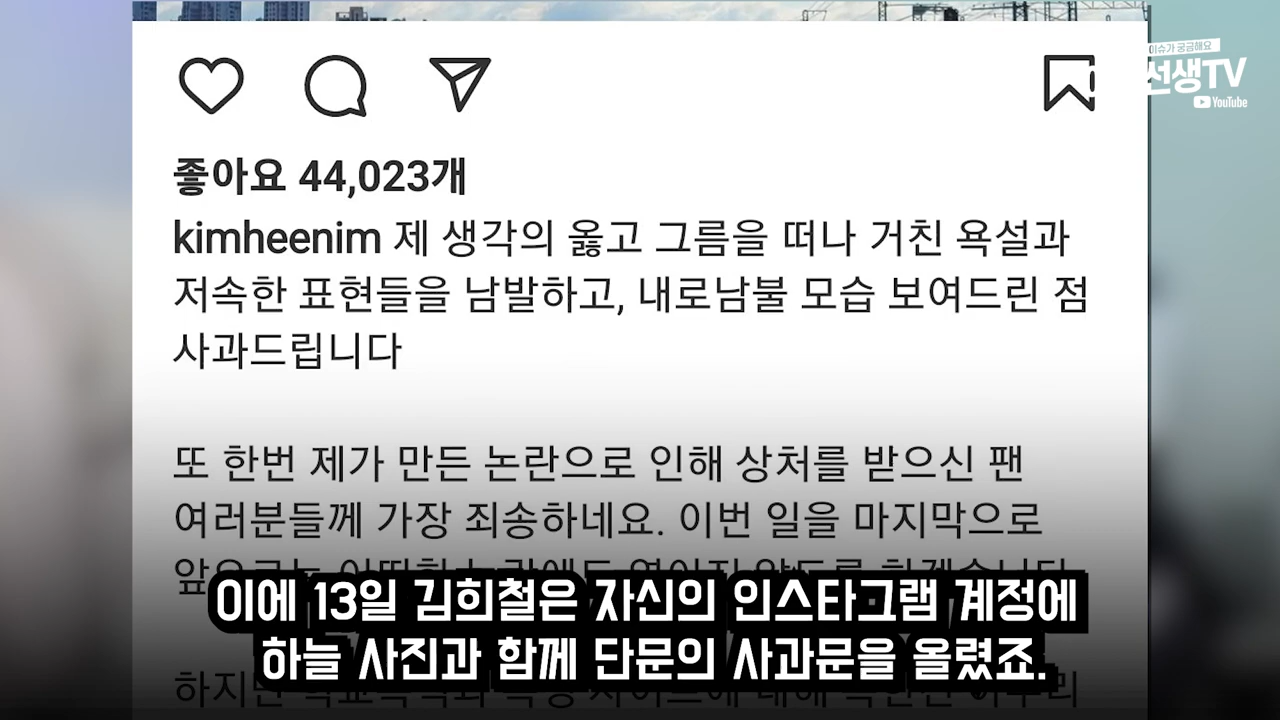 이슈가 궁금해요
선생TV
YouTube
좋아요 44,023개
kimheenim 제 생각의 옳고 그름을 떠나 거친 욕설과
저속한 표현들을 남발하고, 내로남불 모습 보여드린 점
사과드립니다
또 한번 제가 만든 논란으로 인해 상처를 받으신 팬
여러분들께 가장 죄송하네요. 이번 일을 마지막으로
이에 13일 김희철은 자신의 인스타그램 계정에
하늘 사진과 함께 단문의 사과문을 올렸죠.
하지만